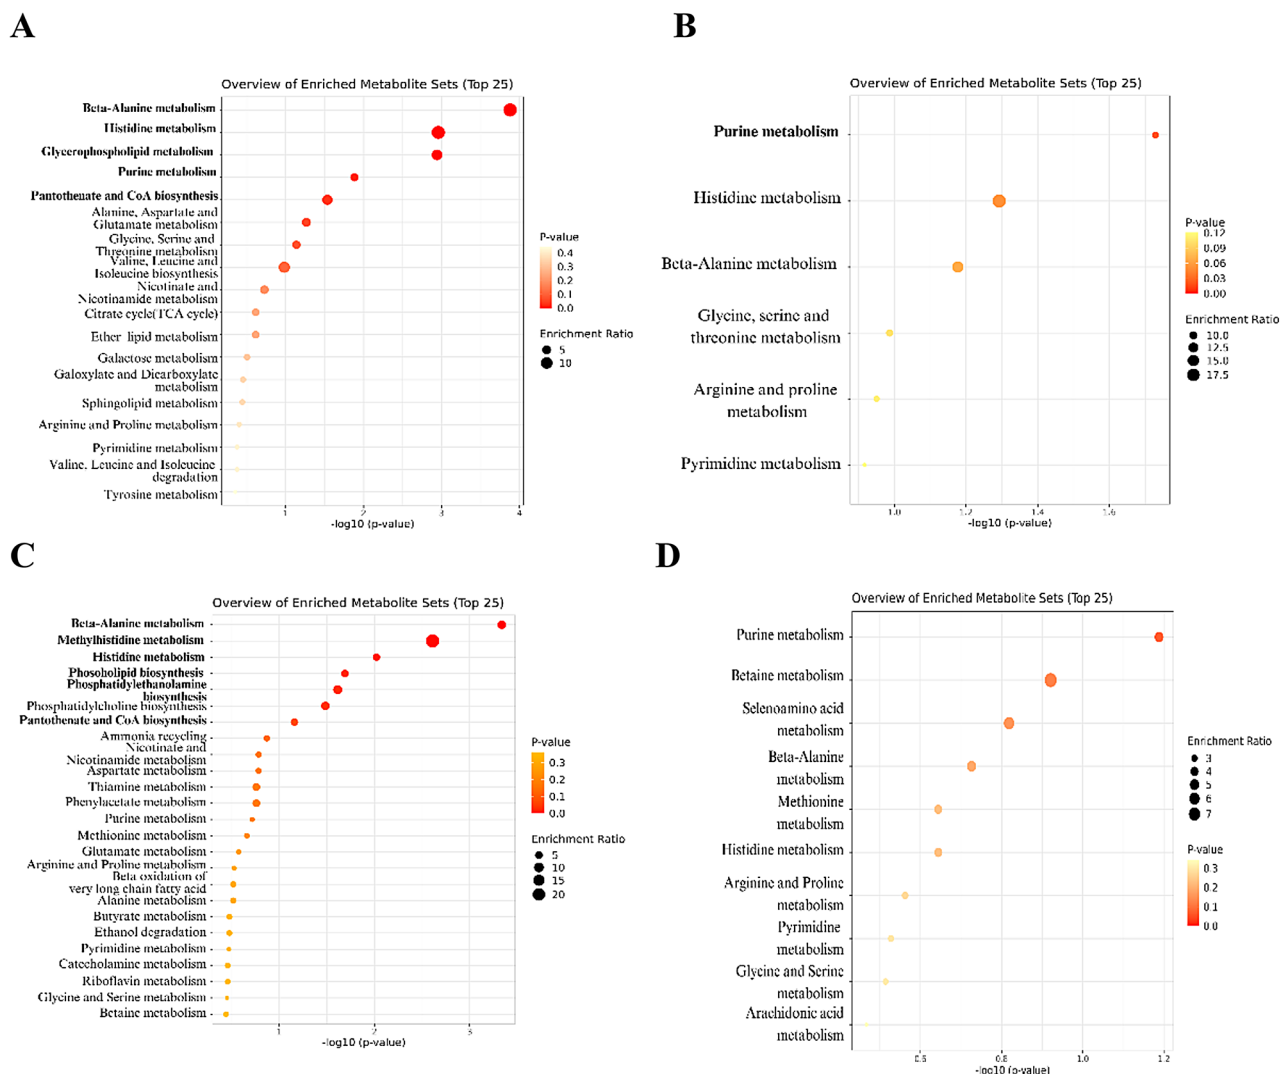 A
Overview of Enriched Metabolite Sets (Top 25)
Beta-Alanine metabolism
Histidine metabolism
Glycerophospholipid metabolism
Purine metabolism
Pantothenate and CoA biosynthesis
Alanine, Aspartate and
Glutamate metabolism
Glycine, Serine and
Threonine metabolism
Valine, Leucine and
Isoleucine biosynthesis
Nicotinate and
Nicotinamide metabolism
Citrate cycle(TCA cycle)
Ether lipid metabolism
Galactose metabolism
Galoxylate and Dicarboxylate
metabolism
Sphingolipid metabolism
Arginine and Proline metabolism
Pyrimidine metabolism
Valine, Leucine and Isoleucine
degradation
Tyrosine metabolism
1 2 3 4
-log10 (p-value)
P-value
0.4
0.3
0.2
0.1
0.0
Enrichment Ratio
5
10
B
Overview of Enriched Metabolite Sets (Top 25)
Purine metabolism
Histidine metabolism
Beta-Alanine metabolism
Glycine, serine and
threonine metabolism
Arginine and proline
metabolism
Pyrimidine metabolism
1.0 1.2 1.4 1.6
-log10 (p-value)
P-value
0.12
0.09
0.06
0.03
0.00
Enrichment Ratio
10.0
12.5
15.0
17.5
C
Overview of Enriched Metabolite Sets (Top 25)
Beta-Alanine metabolism
Methylhistidine metabolism
Histidine metabolism
Phosoholipid biosynthesis
Phosphatidylethanolamine
biosynthesis
Phosphatidylcholine biosynthesis
Pantothenate and CoA biosynthesis
Ammonia recycling
Nicotinate and
Nicotinamide metabolism
Aspartate metabolism
Thiamine metabolism
Phenylacetate metabolism
Purine metabolism
Methionine metabolism
Glutamate metabolism
Arginine and Proline metabolism
Beta oxidation of
very long chain fatty acid
Alanine metabolism
Butyrate metabolism
Ethanol degradation
Pyrimidine metabolism
Catecholamine metabolism
Riboflavin metabolism
Glycine and Serine metabolism
Betaine metabolism
1 2 3
-log10 (p-value)
P-value
0.3
0.2
0.1
0.0
Enrichment Ratio
5
10
15
20
D
Overview of Enriched Metabolite Sets (Top 25)
Purine metabolism
Betaine metabolism
Selenoamino acid
metabolism
Beta-Alanine
metabolism
Methionine
metabolism
Histidine metabolism
Arginine and Proline
metabolism
Pyrimidine
metabolism
Glycine and Serine
metabolism
Arachidonic acid
metabolism
0.6 0.8 1.0 1.2
-log10 (p-value)
Enrichment Ratio
3
4
5
6
7
P-value
0.3
0.2
0.1
0.0